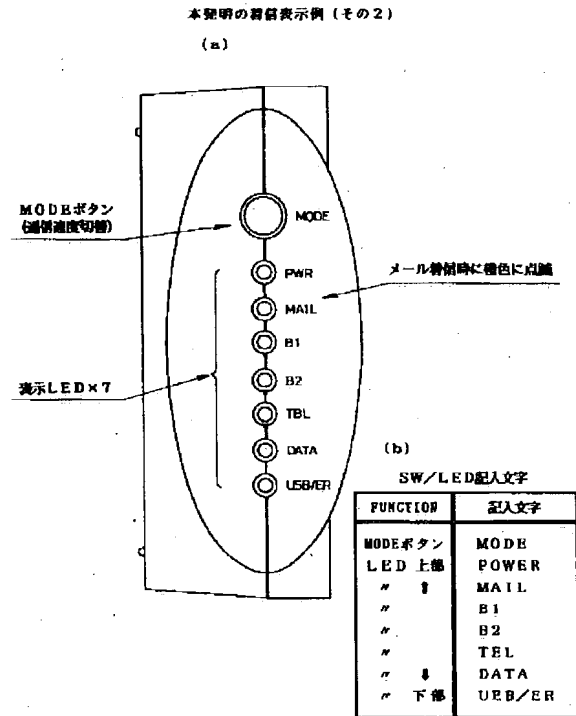 本発明の着信表示例（その２）
(a)
MODEボタン
(通信速度切替)
MODE
PWR
メール着信時に橙色に点滅
MAIL
B1
表示LED×7
B2
TBL
DATA
USB/ER
(b)
SW/LED記入文字
FUNCTION 記入文字
MODEボタン MODE
LED 上部 POWER
〃 ⬆ MAIL
〃 B1
〃 B2
〃 TEL
〃 ⬇ DATA
〃 下部 UEB/ER